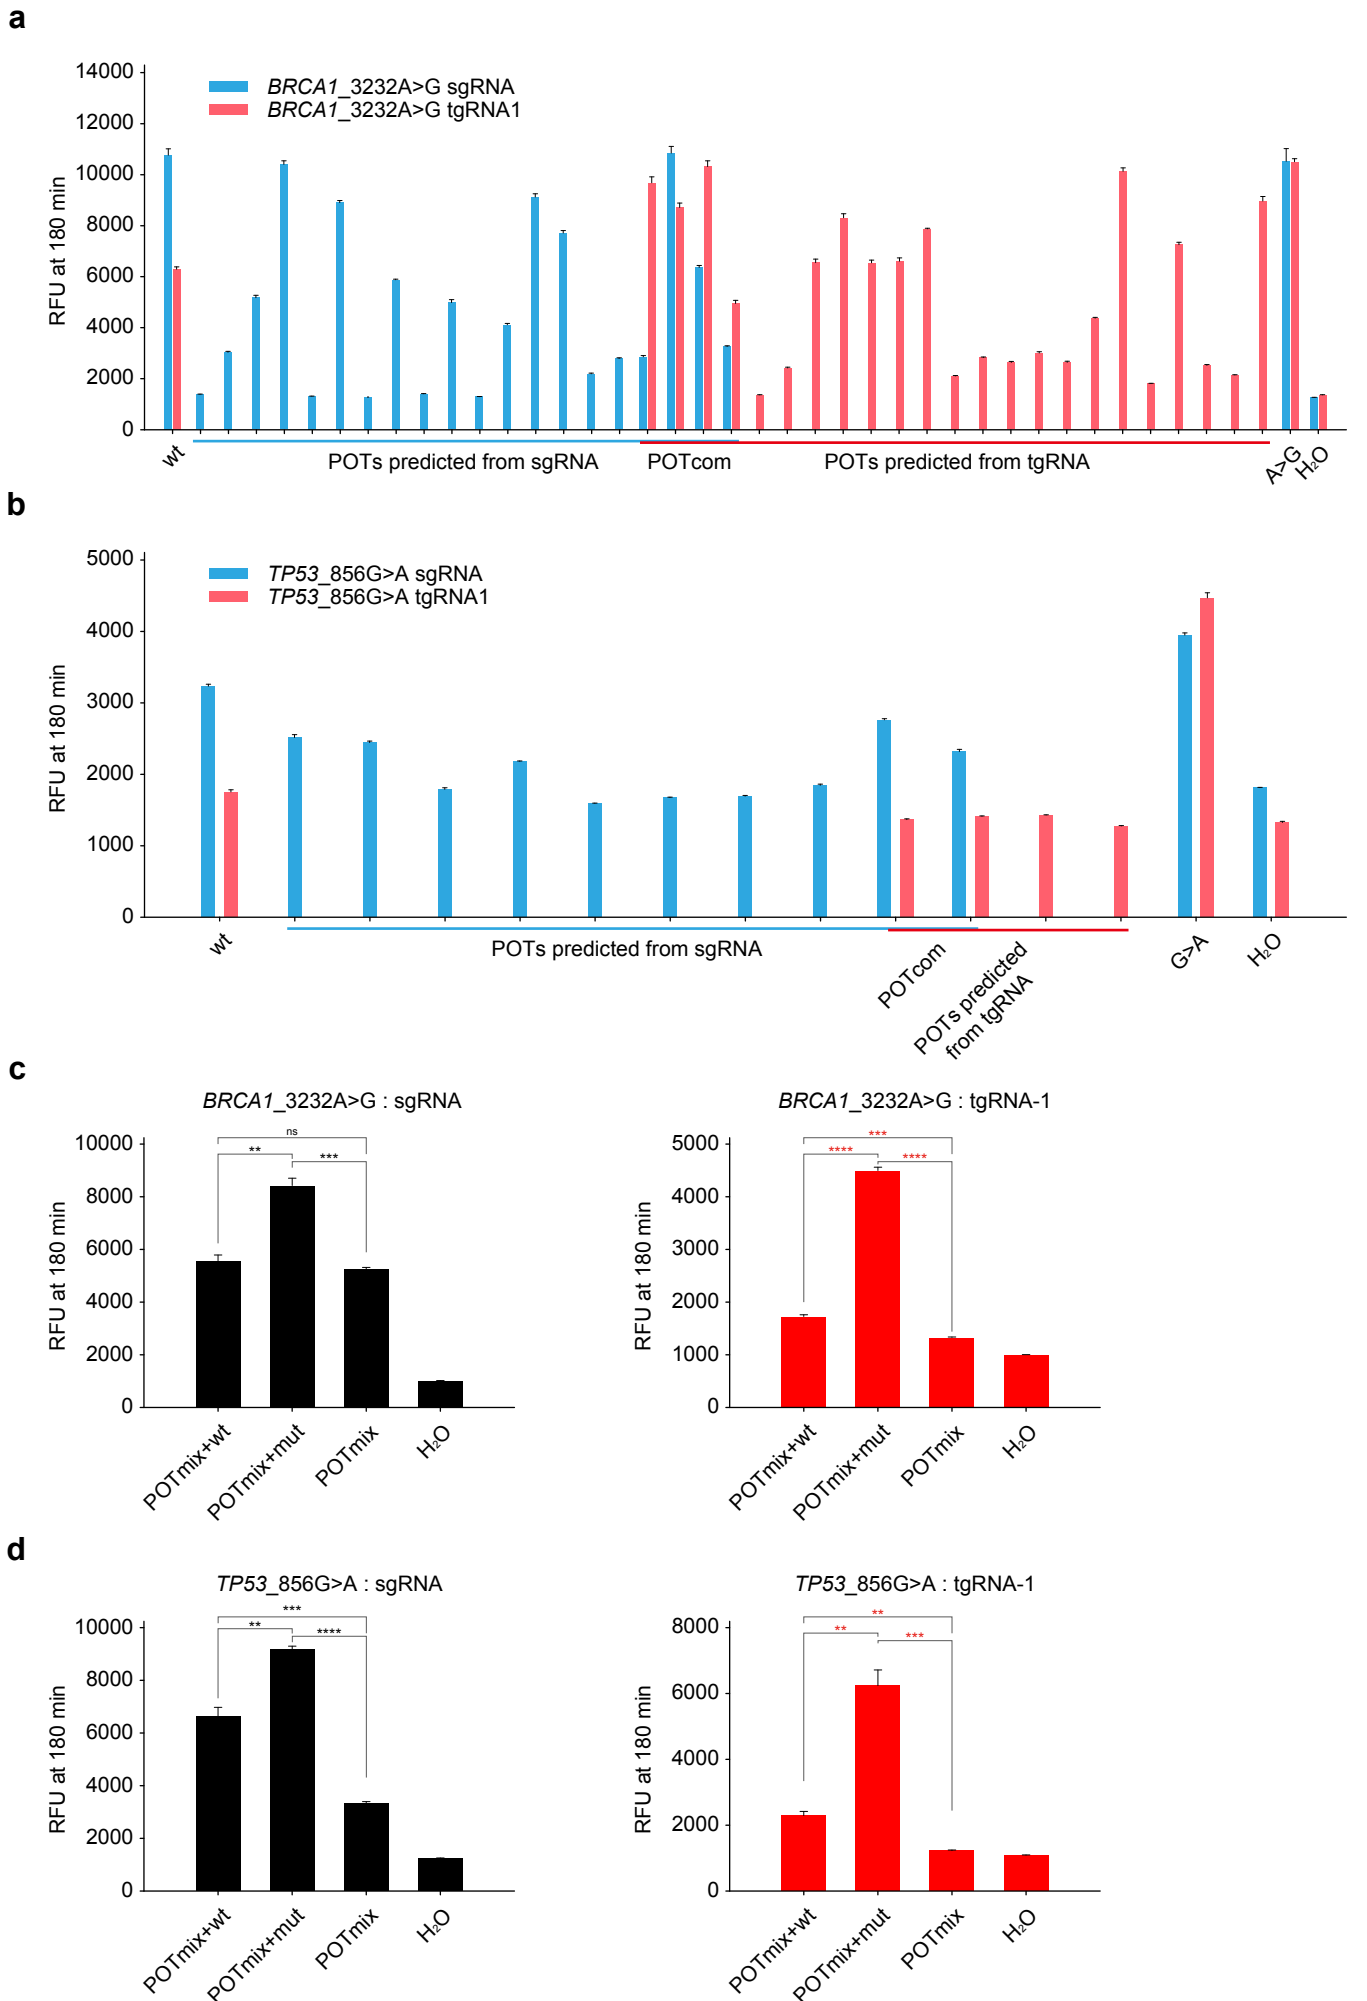 a
14000
12000
10000
8000
6000
4000
2000
0
RFU at 180 min
BRCA1_3232A>G sgRNA
BRCA1_3232A>G tgRNA1
wt
POTs predicted from sgRNA
POTcom
POTs predicted from tgRNA
A>G
H₂O
b
5000
4000
3000
2000
1000
0
RFU at 180 min
TP53_856G>A sgRNA
TP53_856G>A tgRNA1
wt
POTs predicted from sgRNA
POTcom
POTs predicted
from tgRNA
G>A
H₂O
c
BRCA1_3232A>G : sgRNA
10000
8000
6000
4000
2000
0
RFU at 180 min
ns
**
***
POTmix+wt
POTmix+mut
POTmix
H₂O
BRCA1_3232A>G : tgRNA-1
5000
4000
3000
2000
1000
0
RFU at 180 min
***
****
****
POTmix+wt
POTmix+mut
POTmix
H₂O
d
TP53_856G>A : sgRNA
10000
8000
6000
4000
2000
0
RFU at 180 min
***
**
****
POTmix+wt
POTmix+mut
POTmix
H₂O
TP53_856G>A : tgRNA-1
8000
6000
4000
2000
0
RFU at 180 min
**
**
***
POTmix+wt
POTmix+mut
POTmix
H₂O